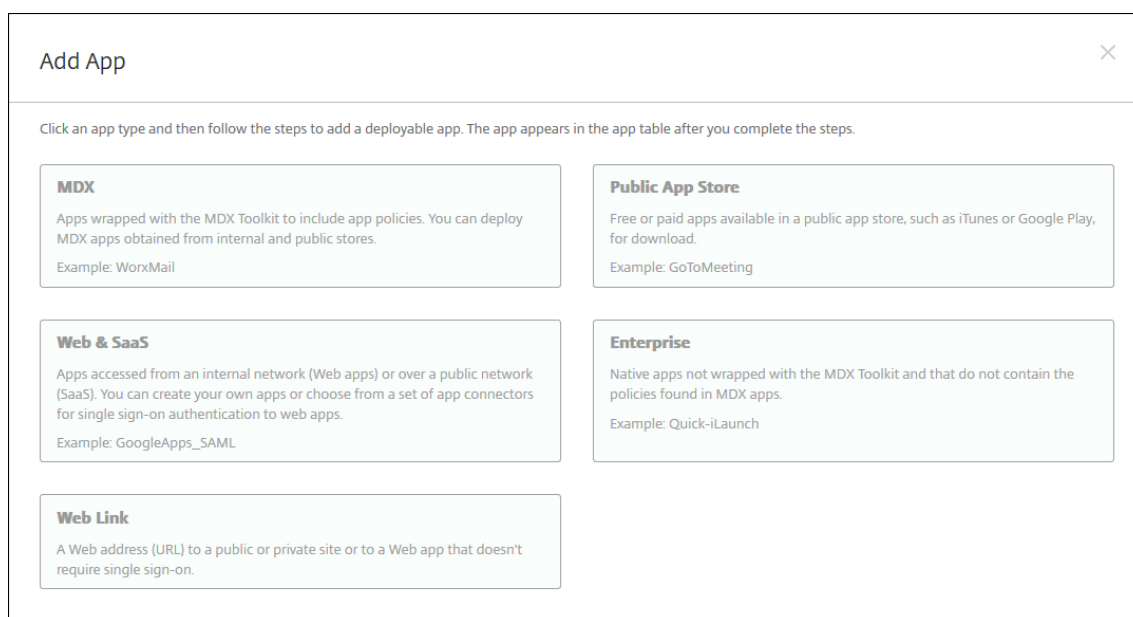 Add App
Click an app type and then follow the steps to add a deployable app. The app appears in the app table after you complete the steps.
MDX
Apps wrapped with the MDX Toolkit to include app policies. You can deploy
MDX apps obtained from internal and public stores.
Example: WorxMail
Public App Store
Free or paid apps available in a public app store, such as iTunes or Google Play,
for download.
Example: GoToMeeting
Web & SaaS
Apps accessed from an internal network (Web apps) or over a public network
(SaaS). You can create your own apps or choose from a set of app connectors
for single sign-on authentication to web apps.
Example: GoogleApps_SAML
Enterprise
Native apps not wrapped with the MDX Toolkit and that do not contain the
policies found in MDX apps.
Example: Quick-iLaunch
Web Link
A Web address (URL) to a public or private site or to a Web app that doesn't
require single sign-on.